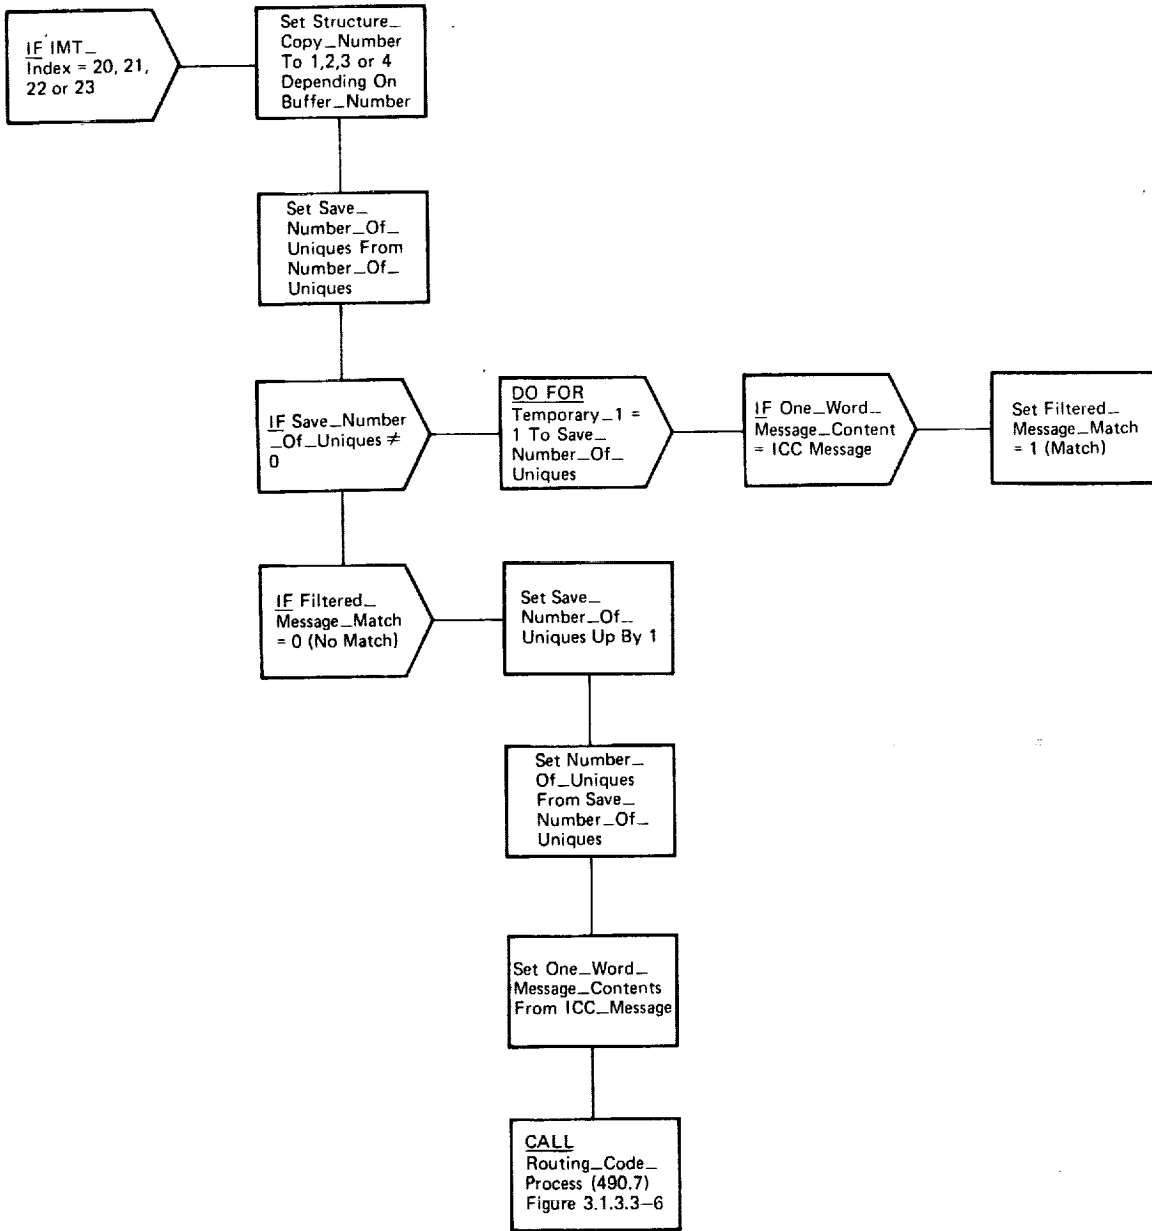 IF IMT_
Index = 20, 21,
22 or 23
Set Structure_
Copy_Number
To 1,2,3 or 4
Depending On
Buffer_Number
Set Save_
Number_Of_
Uniques From
Number_Of_
Uniques
IF Save_Number
_Of_Uniques ≠
0
DO FOR
Temporary_1 =
1 To Save_
Number_Of_
Uniques
IF One_Word_
Message_Content
= ICC Message
Set Filtered_
Message_Match
= 1 (Match)
IF Filtered_
Message_Match
= 0 (No Match)
Set Save_
Number_Of_
Uniques Up By 1
Set Number_
Of_Uniques
From Save_
Number_Of_
Uniques
Set One_Word_
Message_Contents
From ICC_Message
CALL
Routing_Code_
Process (490.7)
Figure 3.1.3.3–6